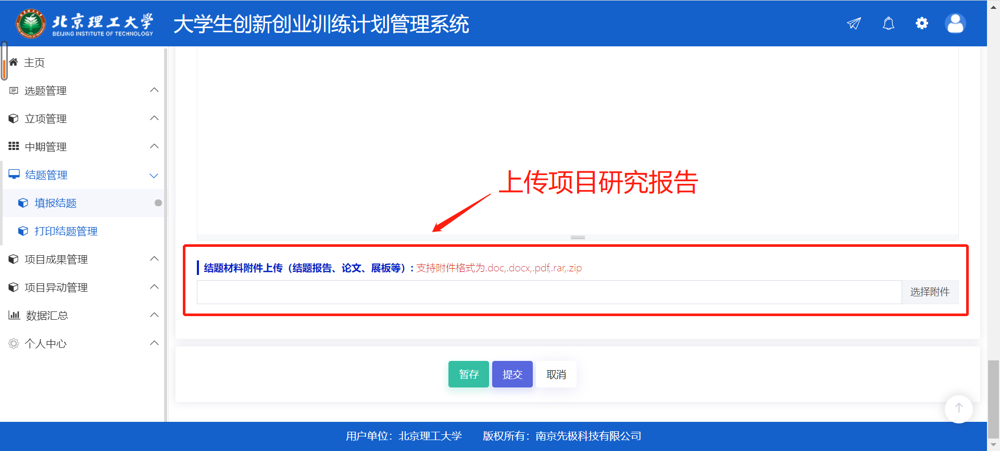 北京理工大学
BEIJING INSTITUTE OF TECHNOLOGY
大学生创新创业训练计划管理系统
主页
选题管理
立项管理
中期管理
结题管理
填报结题
打印结题管理
项目成果管理
项目异动管理
数据汇总
个人中心
上传项目研究报告
结题材料附件上传（结题报告、论文、展板等）：支持附件格式为.doc,.docx,.pdf,.rar,.zip
选择附件
暂存 提交 取消
用户单位：北京理工大学 版权所有：南京先极科技有限公司